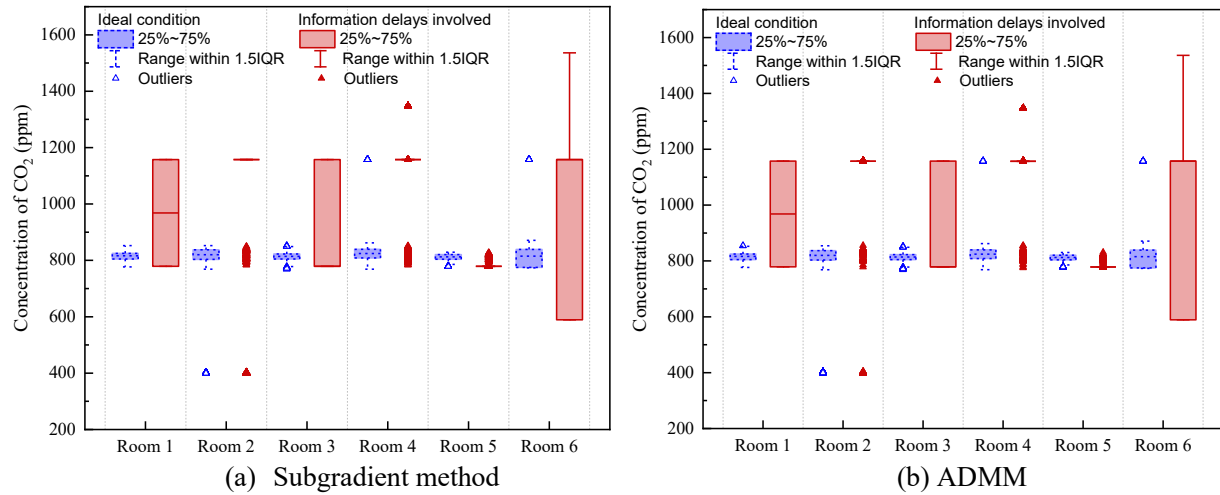 Ideal condition Information delays involved
25%~75% 25%~75%
Range within 1.5IQR Range within 1.5IQR
Outliers Outliers
Concentration of CO₂ (ppm)
1600
1400
1200
1000
800
600
400
200
Room 1 Room 2 Room 3 Room 4 Room 5 Room 6
(a) Subgradient method
Ideal condition Information delays involved
25%~75% 25%~75%
Range within 1.5IQR Range within 1.5IQR
Outliers Outliers
Concentration of CO₂ (ppm)
1600
1400
1200
1000
800
600
400
200
Room 1 Room 2 Room 3 Room 4 Room 5 Room 6
(b) ADMM